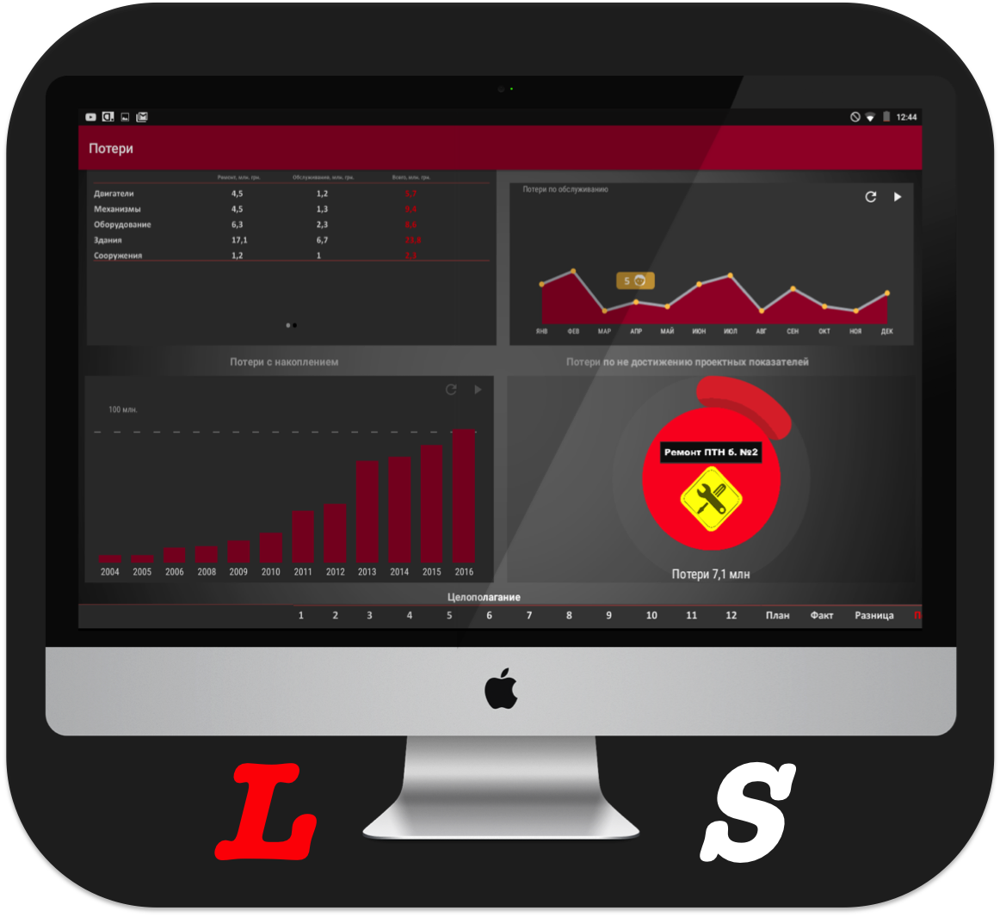 12:44
Потери
Ремонт, млн. грн. Обслуживание, млн. грн. Всего, млн. грн.
Двигатели 4,5 1,2 5,7
Механизмы 4,5 1,3
Оборудование 6,3 2,3 8,6
Здания 17,1 6,7 23,8
Сооружения 1,2 1
Потери по обслуживанию
5
ЯНВ ФЕВ МАР АПР МАЙ ИЮН ИЮЛ АВГ СЕН ОКТ НОЯ ДЕК
Потери с накоплением
100 млн.
2004 2005 2006 2008 2009 2010 2011 2012 2013 2014 2015 2016
Потери по не достижению проектных показателей
Ремонт ПТН б. №2
Потери 7,1 млн
Целополагание
1 2 3 4 5 6 7 8 9 10 11 12 План Факт Разница
L S